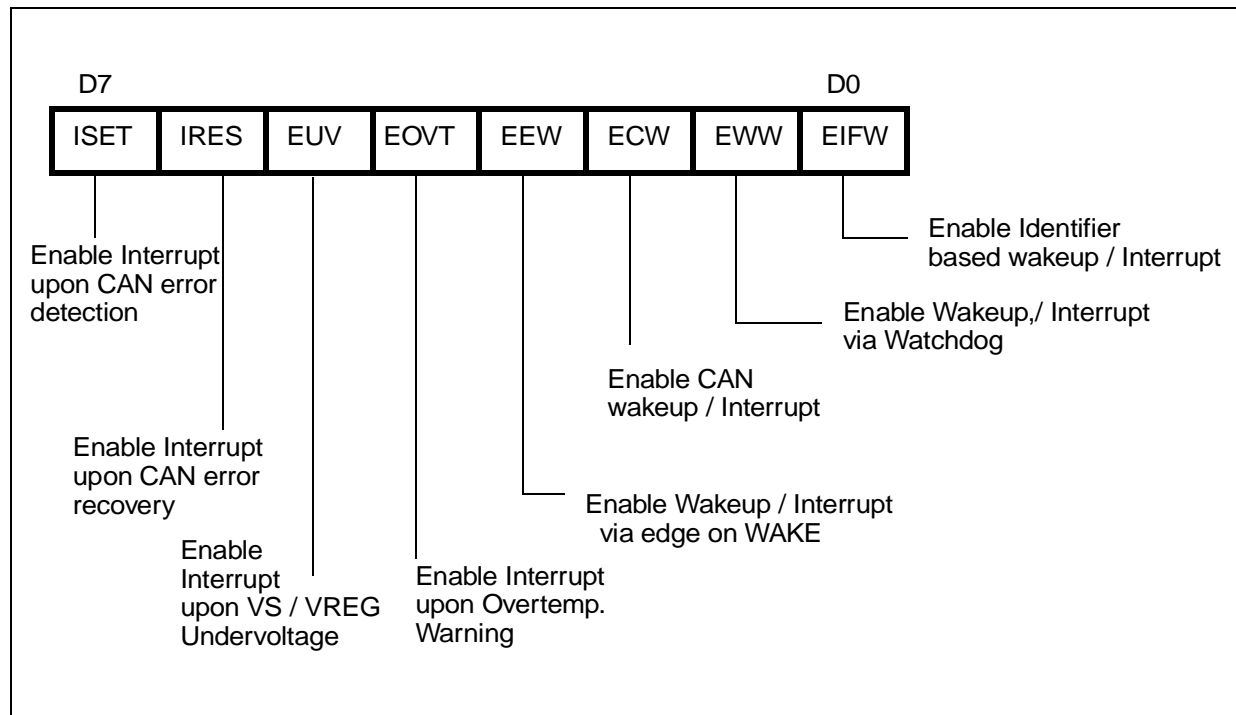 D7 D0
ISET IRES EUV EOVT EEW ECW EWW EIFW
Enable Identifier
based wakeup / Interrupt
Enable Interrupt
upon CAN error
detection
Enable Wakeup,/ Interrupt
via Watchdog
Enable CAN
wakeup / Interrupt
Enable Interrupt
upon CAN error
recovery
Enable Wakeup / Interrupt
via edge on WAKE
Enable
Interrupt
upon VS / VREG
Undervoltage
Enable Interrupt
upon Overtemp.
Warning